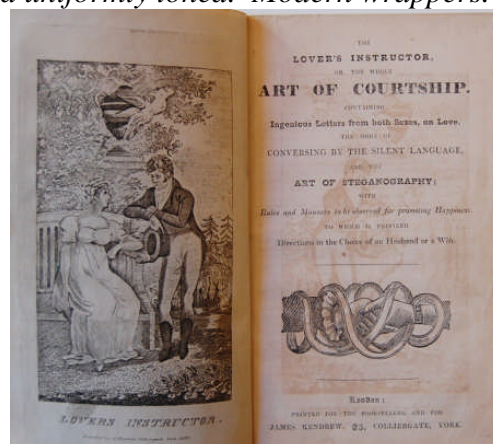 d uniformly toned. Modern wrappers.
LOVERS INSTRUCTOR.
THE
LOVER'S INSTRUCTOR,
OR, THE WHOLE
ART OF COURTSHIP.
CONTAINING
Ingenious Letters from both Sexes, on Love.
THE MODE OF
CONVERSING BY THE SILENT LANGUAGE,
AND THE
ART OF STEGANOGRAPHY;
WITH
Rules and Manners to be observed for promoting Happiness.
TO WHICH IS PREFIXED
Directions in the Choice of an Husband or a Wife.
London:
PRINTED FOR THE BOOKSELLERS, AND FOR
JAMES KENDREW, 23, COLLIERGATE, YORK.